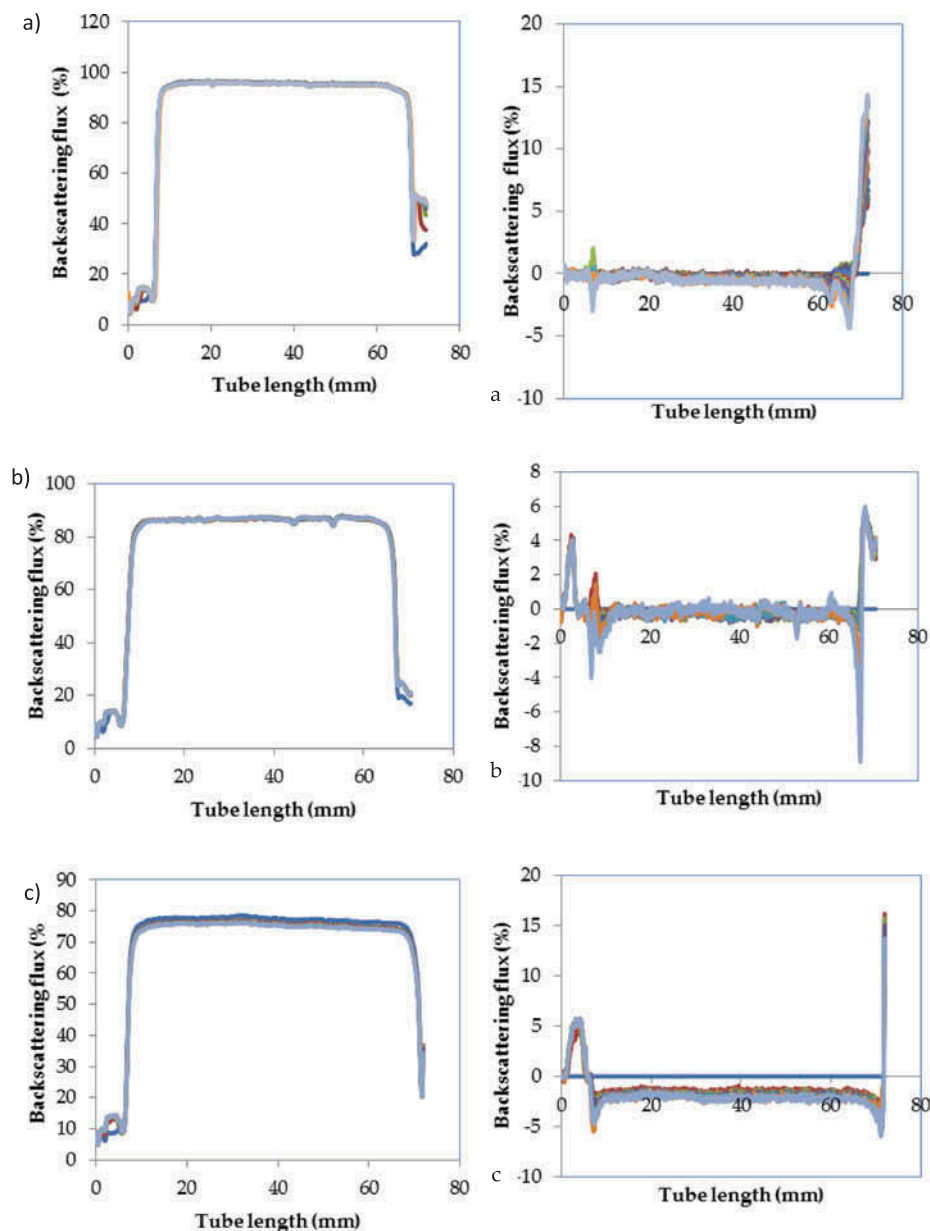 a)
120
100
80
60
40
20
0
0 20 40 60 80
Backscattering flux (%)
Tube length (mm)
20
15
10
5
0
-5
-10
0 20 40 60 80
Backscattering flux (%)
a
Tube length (mm)
b)
100
80
60
40
20
0
0 20 40 60 80
Backscattering flux (%)
Tube length (mm)
8
6
4
2
0
-2
-4
-6
-8
-10
0 20 40 60 80
Backscattering flux (%)
b
Tube length (mm)
c)
90
80
70
60
50
40
30
20
10
0
0 20 40 60 80
Backscattering flux (%
Tube length (mm)
20
15
10
5
0
-5
-10
0 20 40 60 80
Backscattering flux (%)
c
Tube length (mm)